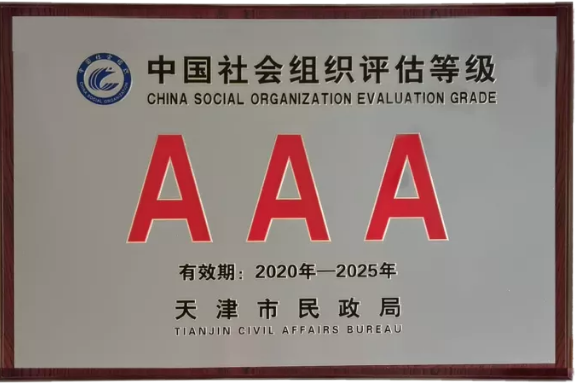 中国社会组织评估等级
CHINA SOCIAL ORGANIZATION EVALUATION GRADE
AAA
有效期：2020年—2025年
天津市民政局
TIANJIN CIVIL AFFAIRS BUREAU